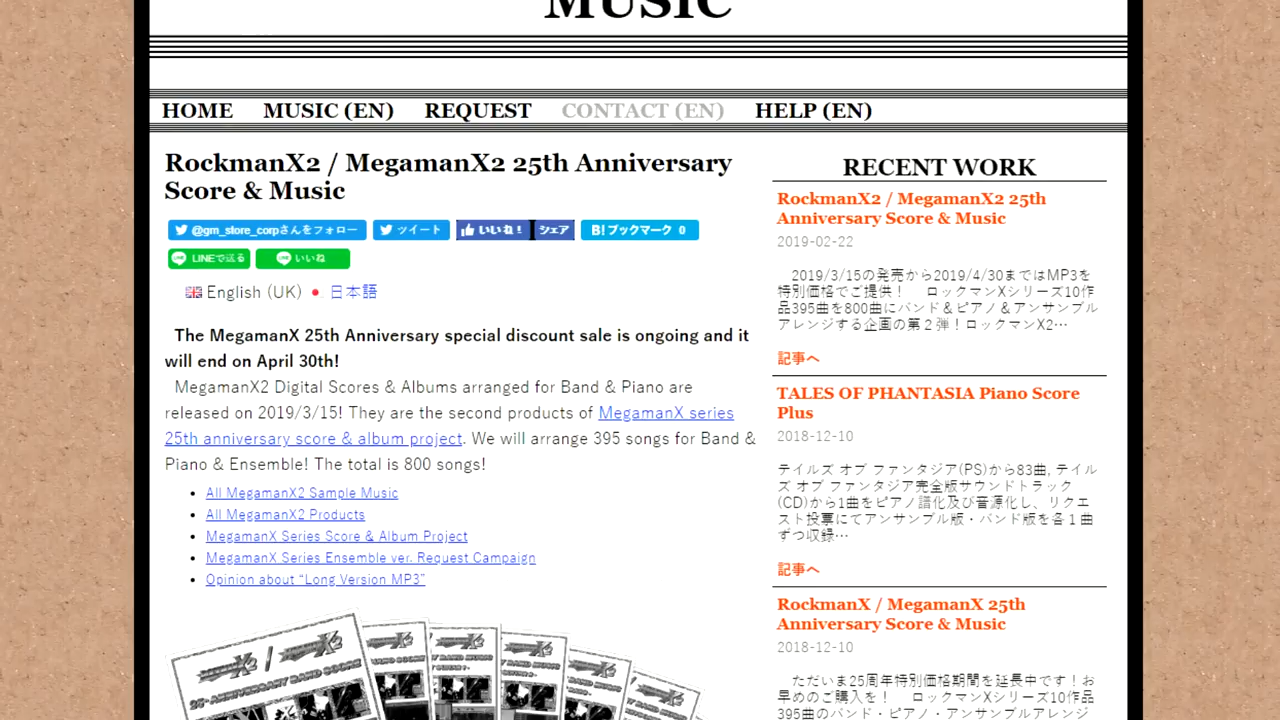 MUSIC
HOME MUSIC (EN) REQUEST CONTACT (EN) HELP (EN)
RockmanX2 / MegamanX2 25th Anniversary
Score & Music
@gm_store_corpさんをフォロー ツイート いいね! シェア B!ブックマーク 0
LINEで送る いいね
English (UK) 日本語
The MegamanX 25th Anniversary special discount sale is ongoing and it
will end on April 30th!
MegamanX2 Digital Scores & Albums arranged for Band & Piano are
released on 2019/3/15! They are the second products of MegamanX series
25th anniversary score & album project. We will arrange 395 songs for Band &
Piano & Ensemble! The total is 800 songs!
All MegamanX2 Sample Music
All MegamanX2 Products
MegamanX Series Score & Album Project
MegamanX Series Ensemble ver. Request Campaign
Opinion about “Long Version MP3”
25th ANNIVERSARY BAND SCORE
RECENT WORK
RockmanX2 / MegamanX2 25th
Anniversary Score & Music
2019-02-22
2019/3/15の発売から2019/4/30まではMP3を
特別価格でご提供！ ロックマンXシリーズ10作
品395曲を800曲にバンド＆ピアノ＆アンサンブル
アレンジする企画の第２弾！ロックマンX2…
記事へ
TALES OF PHANTASIA Piano Score
Plus
2018-12-10
テイルズ オブ ファンタジア(PS)から83曲, テイル
ズ オブ ファンタジア完全版サウンドトラック
(CD)から1曲をピアノ譜化及び音源化し、リクエ
スト投票にてアンサンブル版・バンド版を各１曲
ずつ収録…
記事へ
RockmanX / MegamanX 25th
Anniversary Score & Music
2018-12-10
ただいま25周年特別価格期間を延長中です！お
早めのご購入を！ ロックマンXシリーズ10作品
395曲のバンド・ピアノ・アンサンブルアレンジ